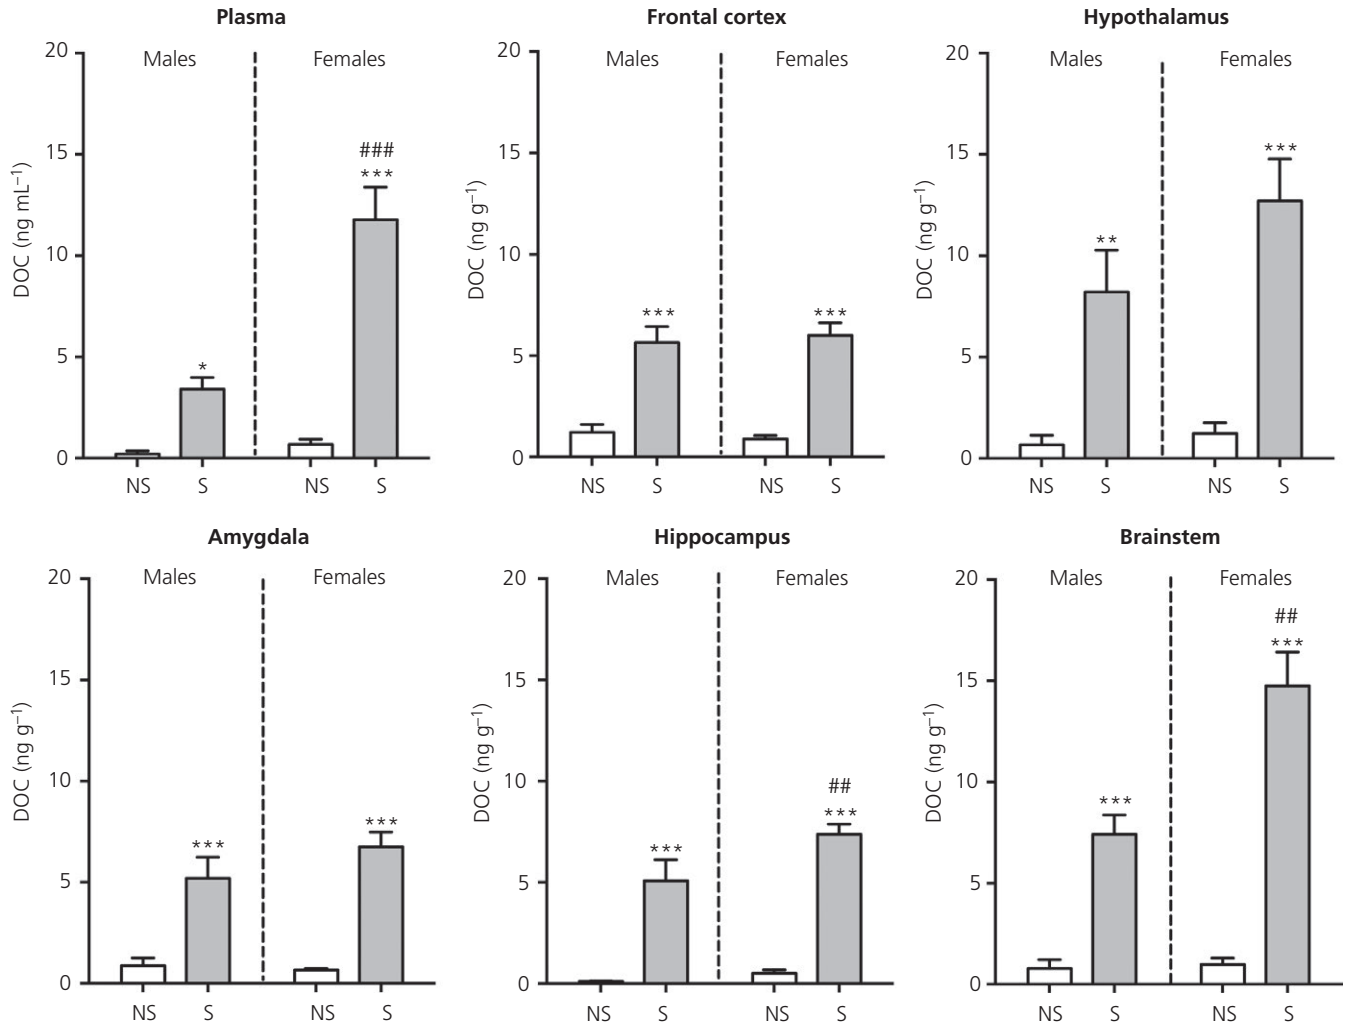 Plasma
Males Females
20
15
10
5
0
DOC (ng mL–1)
*
###
***
NS S NS S
Frontal cortex
Males Females
20
15
10
5
0
DOC (ng g–1)
***
***
NS S NS S
Hypothalamus
Males Females
20
15
10
5
0
DOC (ng g–1)
**
***
NS S NS S
Amygdala
Males Females
20
15
10
5
0
DOC (ng g–1)
***
***
NS S NS S
Hippocampus
Males Females
20
15
10
5
0
DOC (ng g–1)
***
##
***
NS S NS S
Brainstem
Males Females
20
15
10
5
0
DOC (ng g–1)
***
##
***
NS S NS S